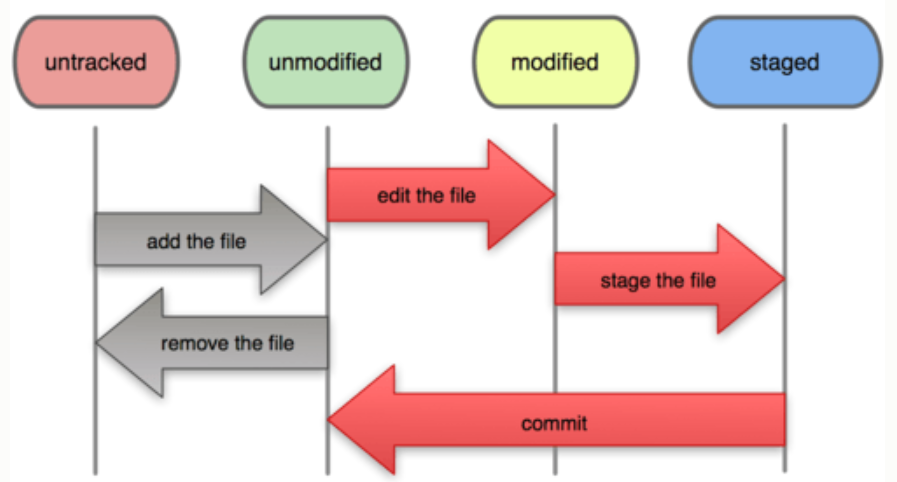 untracked
unmodified
modified
staged
edit the file
add the file
stage the file
remove the file
commit